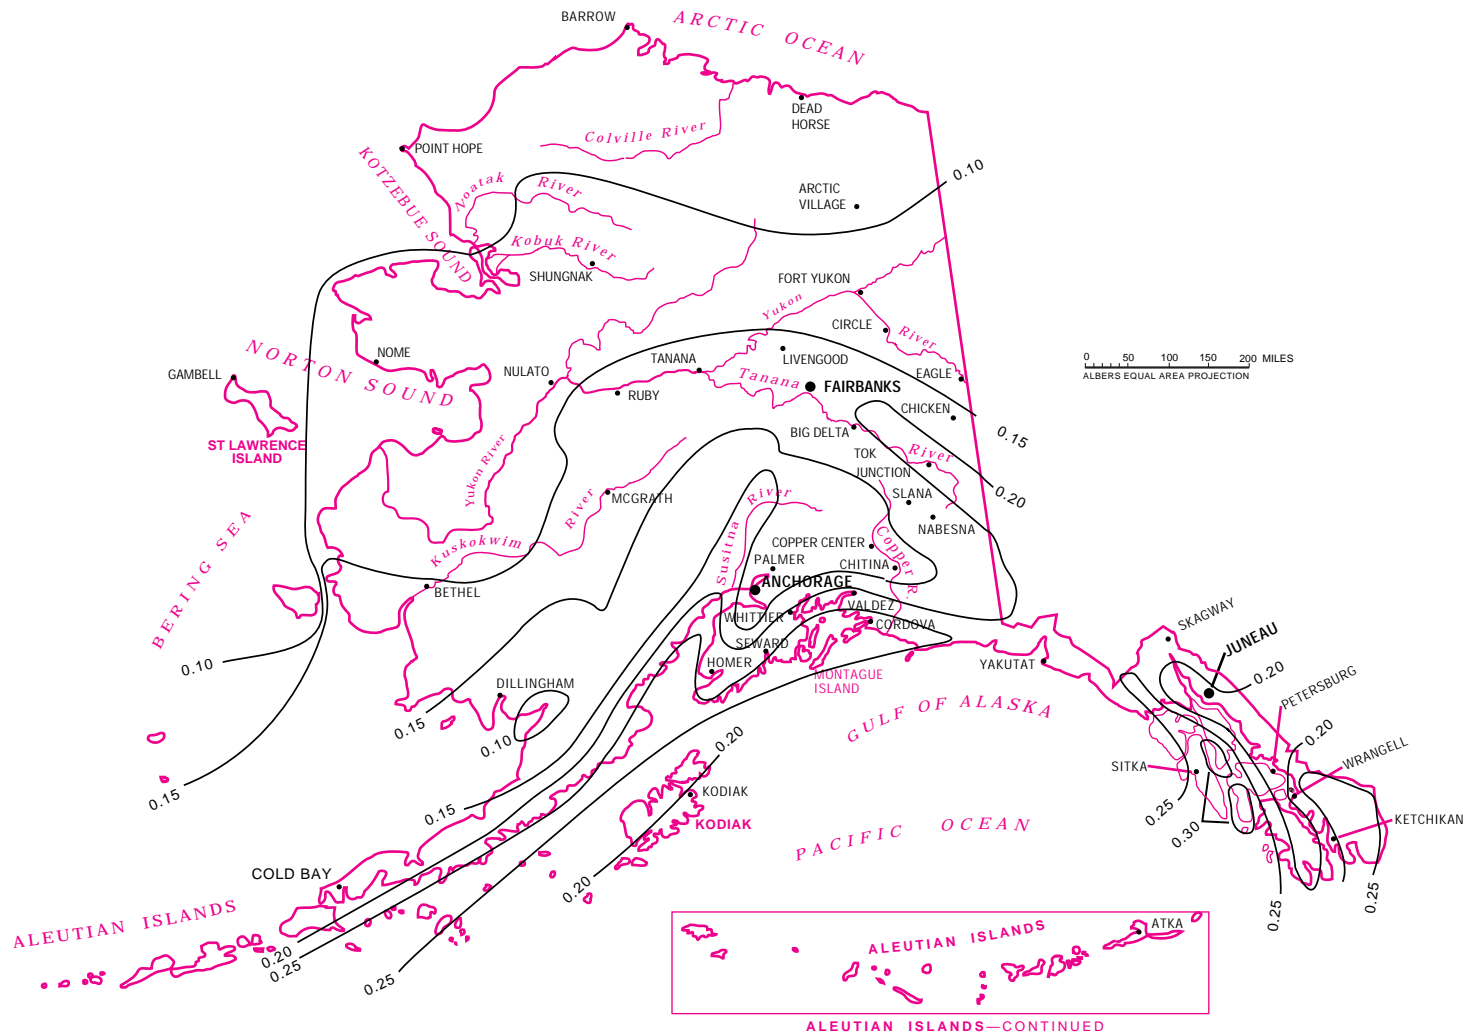 BARROW
ARCTIC OCEAN
DEAD
HORSE
Colville River
POINT HOPE
KOTZEBUE SOUND
Noatak River
0.10
ARCTIC
VILLAGE
Kobuk River
SHUNGNAK
FORT YUKON
Yukon River
CIRCLE
NORTON SOUND
NOME
GAMBELL
NULATO
TANANA
LIVENGOOD
Tanana River
FAIRBANKS
EAGLE
RUBY
CHICKEN
0 50 100 150 200 MILES
ALBERS EQUAL AREA PROJECTION
ST LAWRENCE
ISLAND
BIG DELTA
0.15
TOK
JUNCTION
Yukon River
0.20
MCGRATH
SLANA
NABESNA
BERING SEA
Kuskokwim River
Susitna River
COPPER CENTER
Copper R.
PALMER
CHITINA
ANCHORAGE
BETHEL
VALDEZ
WHITTIER
CORDOVA
SKAGWAY
JUNEAU
SEWARD
0.10
HOMER
YAKUTAT
0.20
MONTAGUE
ISLAND
PETERSBURG
DILLINGHAM
GULF OF ALASKA
0.15
0.10
0.20
0.20
WRANGELL
SITKA
0.15
KODIAK
0.15
0.25
KODIAK
KETCHIKAN
0.30
PACIFIC OCEAN
COLD BAY
0.20
0.25
0.25
ALEUTIAN ISLANDS
0.20
0.25
0.25
ATKA
ALEUTIAN ISLANDS
ALEUTIAN ISLANDS—CONTINUED